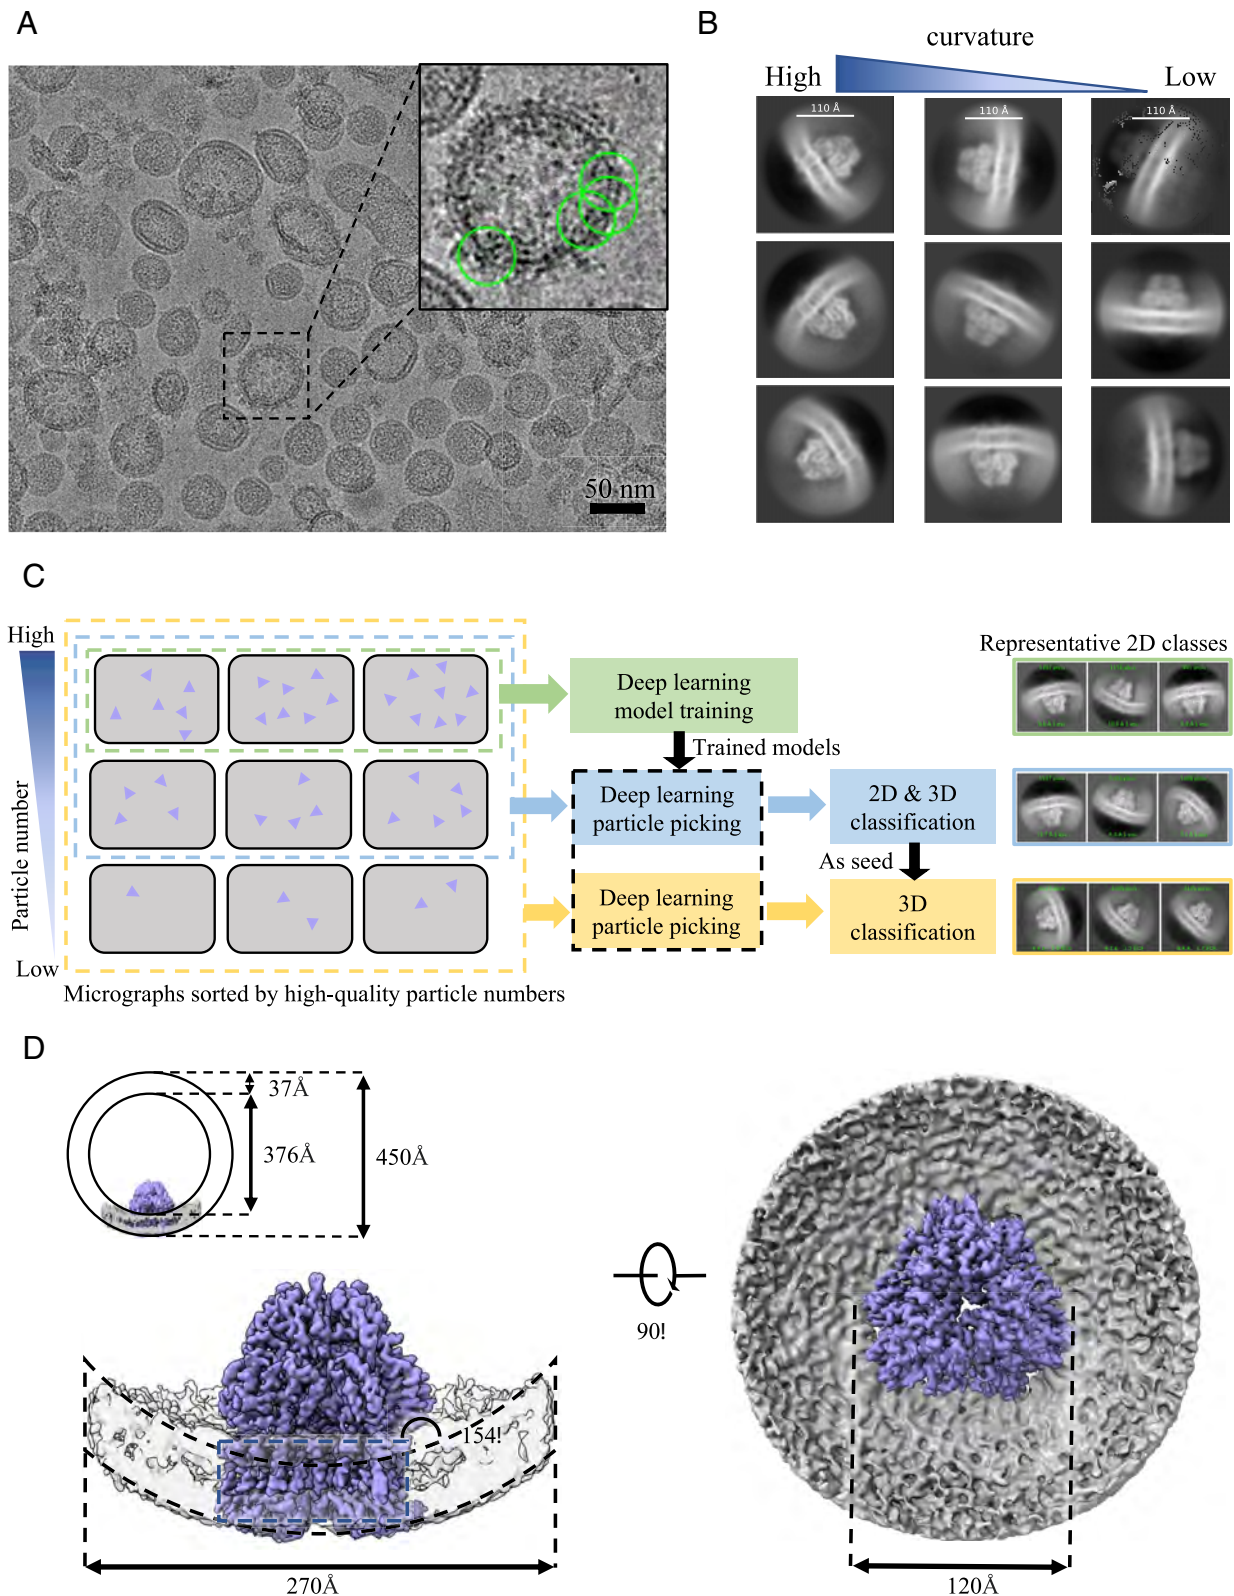 A
50 nm
B
curvature
High
Low
110 Å
110 Å
110 Å
C
High
Particle number
Low
Micrographs sorted by high-quality particle numbers
Deep learning
model training
Trained models
Deep learning
particle picking
2D & 3D
classification
As seed
Deep learning
particle picking
3D
classification
Representative 2D classes
D
37Å
376Å
450Å
154!
270Å
90!
120Å